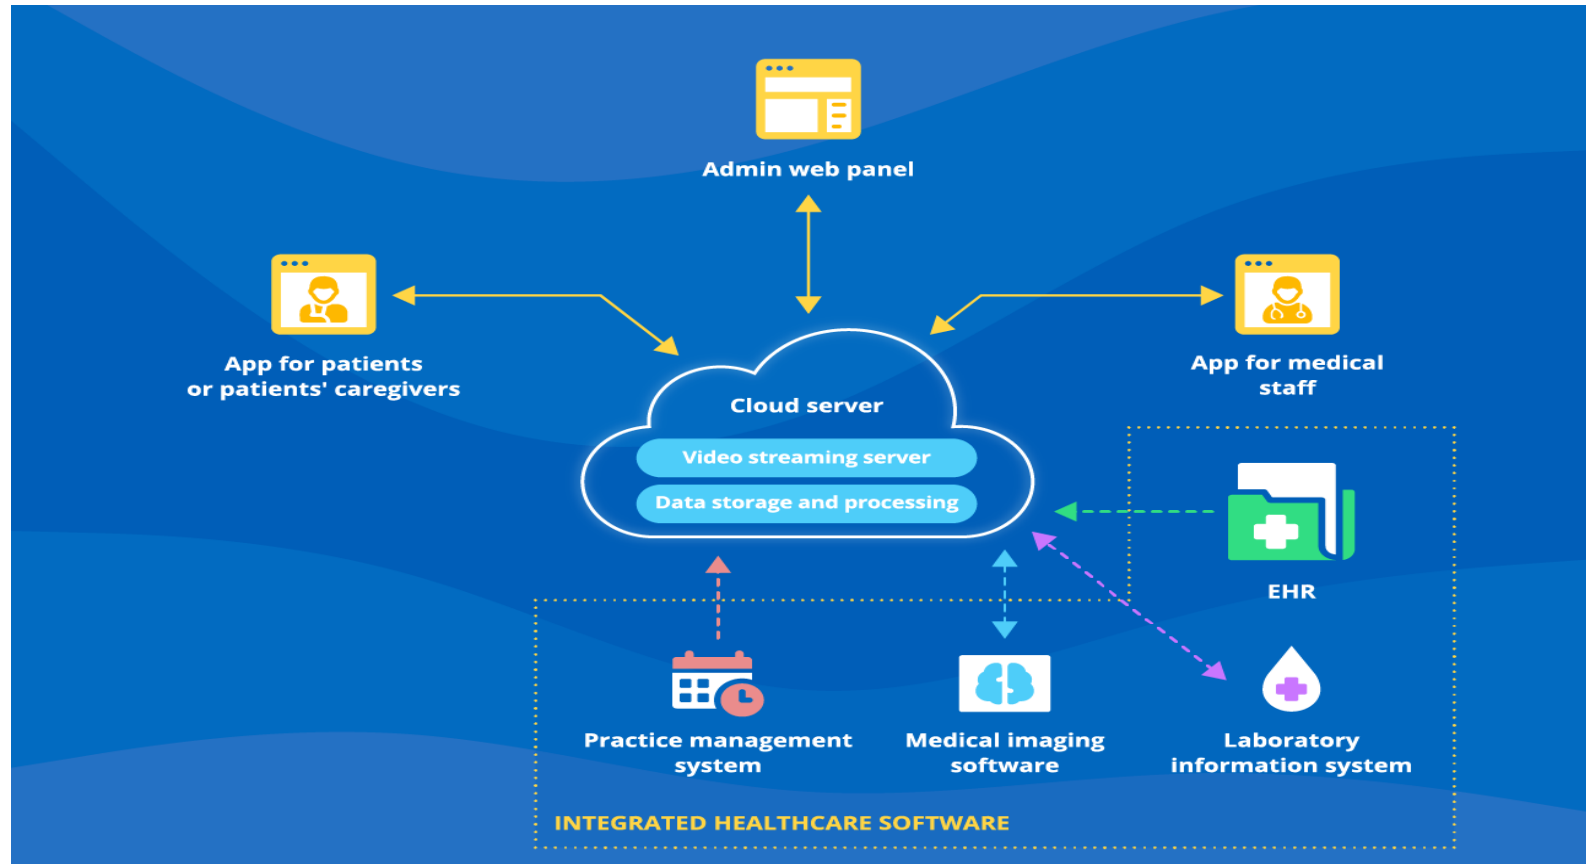 Admin web panel
App for patients
or patients' caregivers
App for medical
staff
Cloud server
Video streaming server
Data storage and processing
EHR
Practice management
system
Medical imaging
software
Laboratory
information system
INTEGRATED HEALTHCARE SOFTWARE